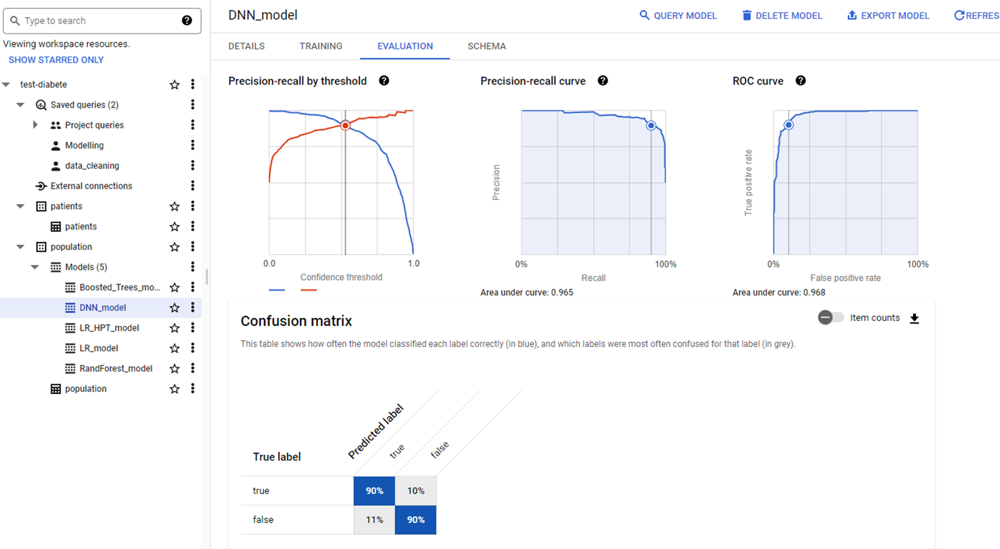 Type to search
Viewing workspace resources.
SHOW STARRED ONLY
test-diabete
Saved queries (2)
Project queries
Modelling
data_cleaning
External connections
patients
patients
population
Models (5)
Boosted_Trees_mo...
DNN_model
LR_HPT_model
LR_model
RandForest_model
population
DNN_model
QUERY MODEL
DELETE MODEL
EXPORT MODEL
REFRES
DETAILS
TRAINING
EVALUATION
SCHEMA
Precision-recall by threshold
0.0
1.0
Confidence threshold
Precision-recall curve
Precision
0%
100%
Recall
Area under curve: 0.965
ROC curve
True positive rate
0%
100%
False positive rate
Area under curve: 0.968
Confusion matrix
Item counts
This table shows how often the model classified each label correctly (in blue), and which labels were most often confused for that label (in grey).
Predicted label
true
false
True label
true
90%
10%
false
11%
90%